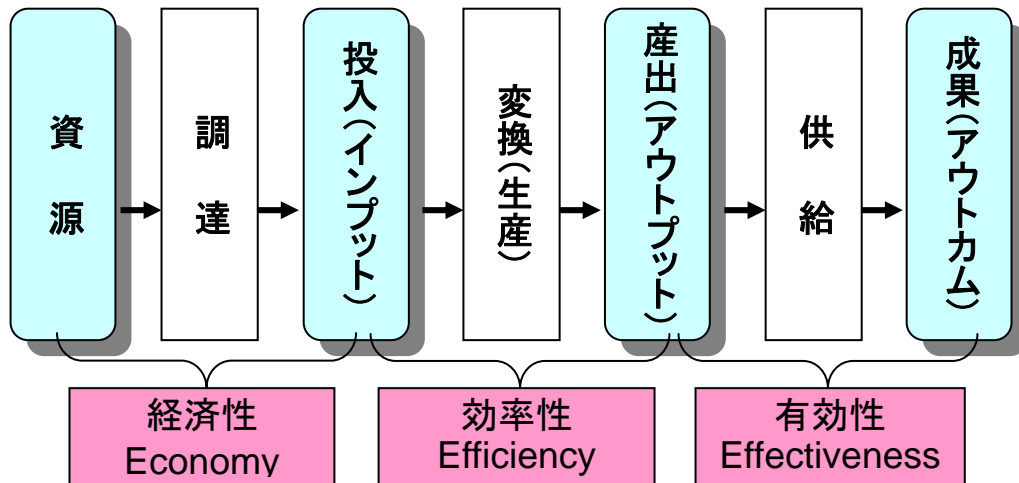 資源
調達
投入(インプット)
変換(生産)
産出(アウトプット)
供給
成果(アウトカム)
経済性
Economy
効率性
Efficiency
有効性
Effectiveness